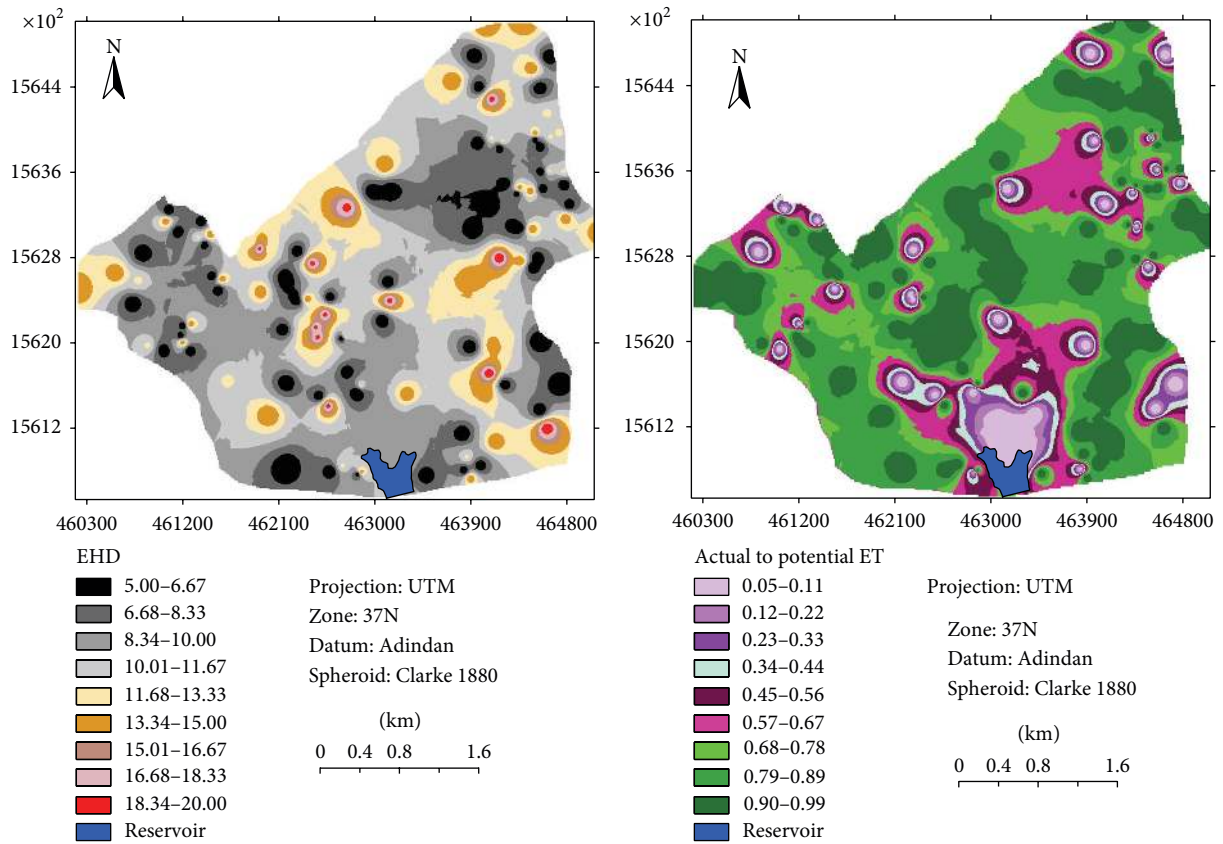 ×10²
N
15644
15636
15628
15620
15612
460300 461200 462100 463000 463900 464800
EHD
5.00–6.67
6.68–8.33
8.34–10.00
10.01–11.67
11.68–13.33
13.34–15.00
15.01–16.67
16.68–18.33
18.34–20.00
Reservoir
Projection: UTM
Zone: 37N
Datum: Adindan
Spheroid: Clarke 1880
(km)
0 0.4 0.8 1.6
×10²
N
15644
15636
15628
15620
15612
460300 461200 462100 463000 463900 464800
Actual to potential ET
0.05–0.11
0.12–0.22
0.23–0.33
0.34–0.44
0.45–0.56
0.57–0.67
0.68–0.78
0.79–0.89
0.90–0.99
Reservoir
Projection: UTM
Zone: 37N
Datum: Adindan
Spheroid: Clarke 1880
(km)
0 0.4 0.8 1.6